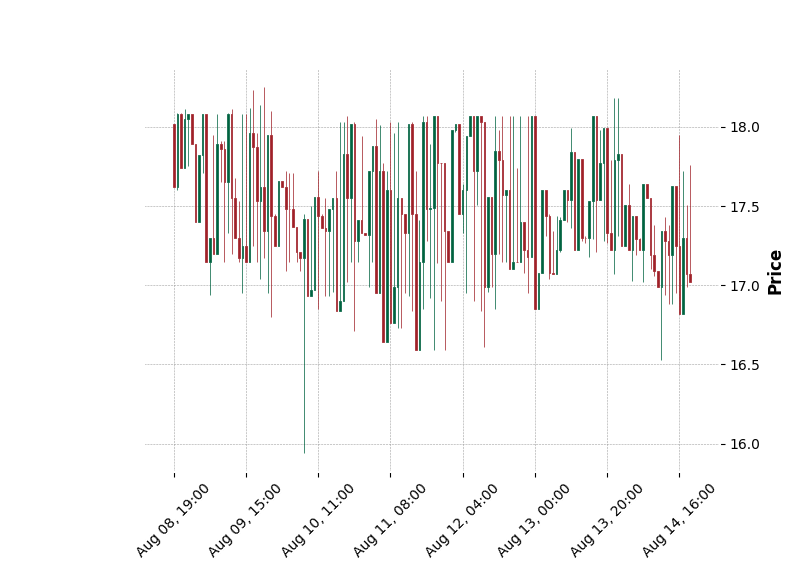 18.0
17.5
17.0
16.5
16.0
Price
Aug 08, 19:00
Aug 09, 15:00
Aug 10, 11:00
Aug 11, 08:00
Aug 12, 04:00
Aug 13, 00:00
Aug 13, 20:00
Aug 14, 16:00